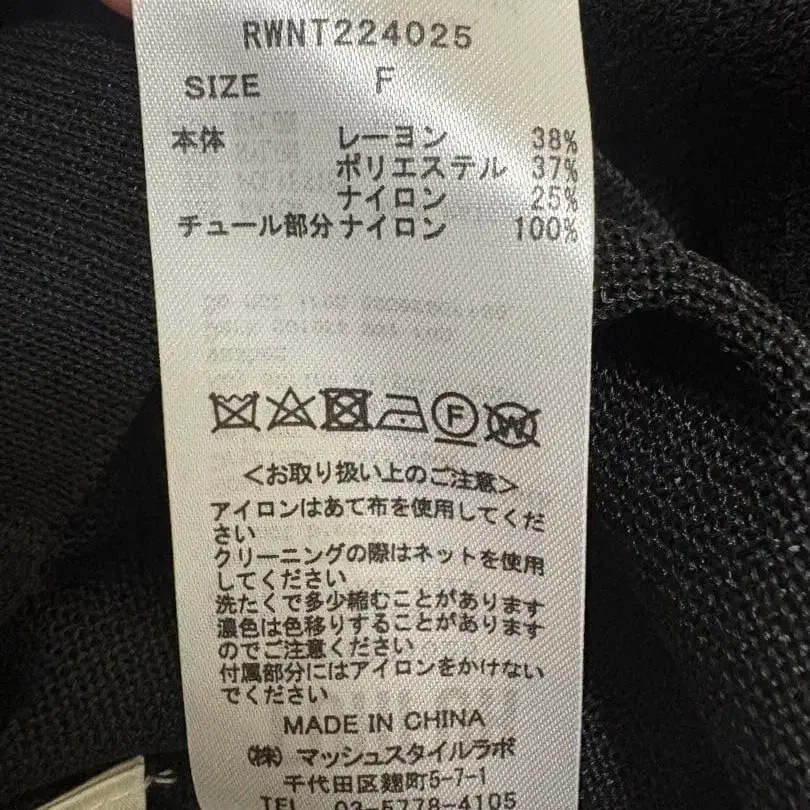 RWNT224025
SIZE F
本体 レーヨン 38%
ポリエステル 37%
ナイロン 25%
チュール部分 ナイロン 100%
F
W
<お取り扱い上のご注意>
アイロンはあて布を使用してくだ
さい
クリーニングの際はネットを使用
してください
洗たくで多少縮むことがあります
濃色は色移りすることがあります
のでご注意ください
付属部分にはアイロンをかけない
でください
MADE IN CHINA
(株) マッシュスタイルラボ
千代田区麹町5-7-1
TEL 03-5778-4105